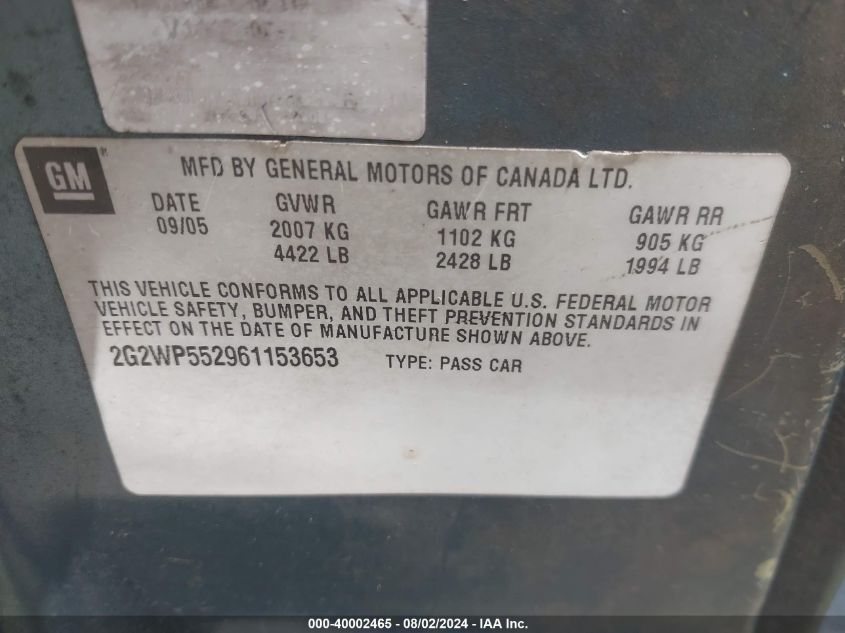 GM
MFD BY GENERAL MOTORS OF CANADA LTD.
DATE GVWR GAWR FRT GAWR RR
09/05 2007 KG 1102 KG 905 KG
4422 LB 2428 LB 1994 LB
THIS VEHICLE CONFORMS TO ALL APPLICABLE U.S. FEDERAL MOTOR
VEHICLE SAFETY, BUMPER, AND THEFT PREVENTION STANDARDS IN
EFFECT ON THE DATE OF MANUFACTURE SHOWN ABOVE.
2G2WP552961153653 TYPE: PASS CAR
000-40002465 - 08/02/2024 - IAA Inc.